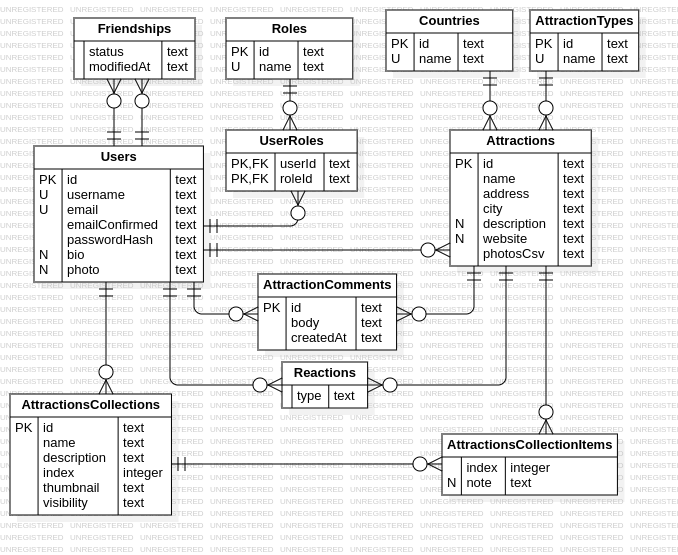 Friendships
status text
modifiedAt text
Roles
PK id text
U name text
Countries
PK id text
U name text
AttractionTypes
PK id text
U name text
Users
PK id text
U username text
U email text
emailConfirmed text
passwordHash text
N bio text
N photo text
UserRoles
PK,FK userId text
PK,FK roleId text
Attractions
PK id text
name text
address text
city text
N description text
N website text
photosCsv text
AttractionComments
PK id text
body text
createdAt text
Reactions
type text
AttractionsCollections
PK id text
name text
description text
index integer
thumbnail text
visibility text
AttractionsCollectionItems
index integer
N note text
UNREGISTERED